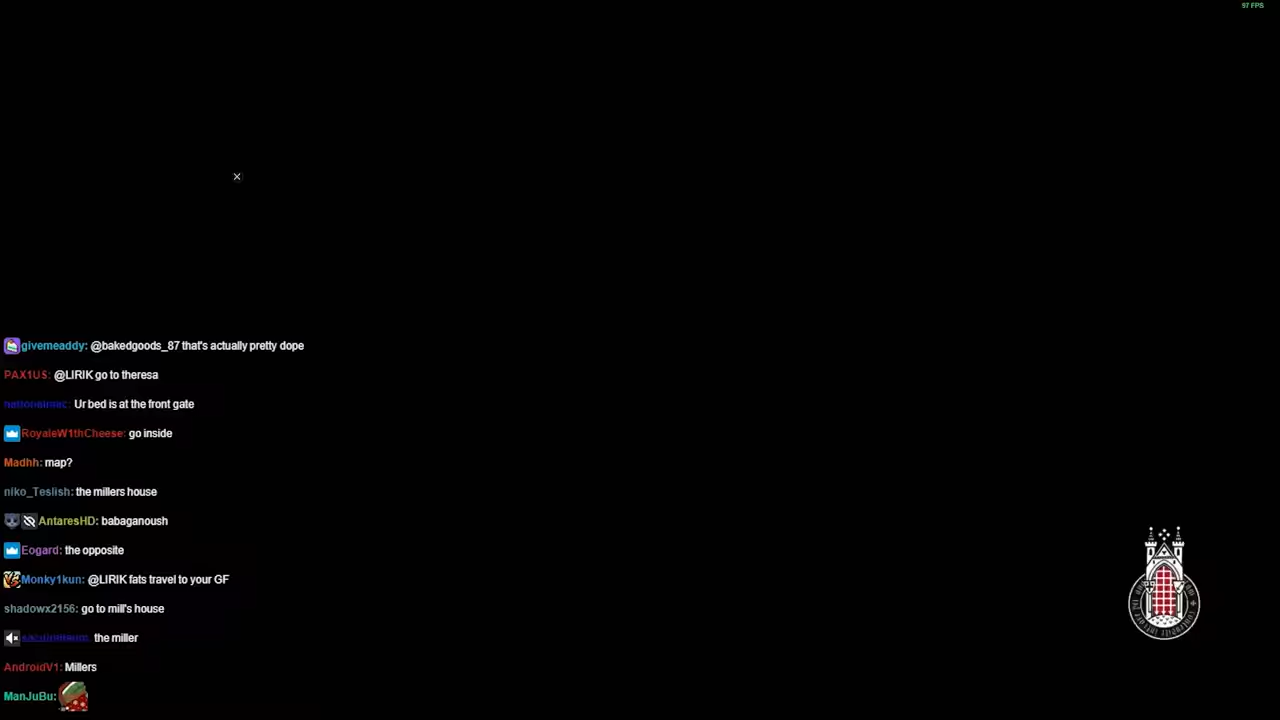 97 FPS
givemeaddy: @bakedgoods_87 that's actually pretty dope
PAX1US: @LIRIK go to theresa
Ur bed is at the front gate
RoyaleW1thCheese: go inside
Madhh: map?
niko_Teslish: the millers house
AntaresHD: babaganoush
Eogard: the opposite
Monky1kun: @LIRIK fats travel to your GF
shadowx2156: go to mill's house
the miller
AndroidV1: Millers
ManJuBu: